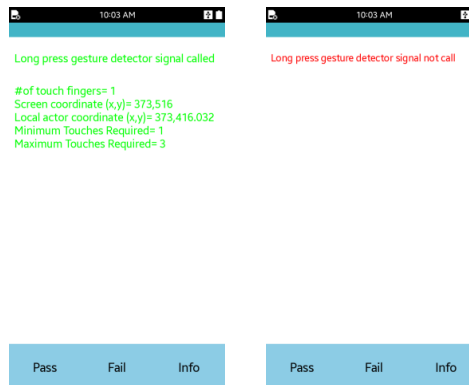 10:03 AM
Long press gesture detector signal called
#of touch fingers= 1
Screen coordinate (x,y)= 373,516
Local actor coordinate (x,y)= 373,416.032
Minimum Touches Required= 1
Maximum Touches Required= 3
Pass Fail Info
10:03 AM
Long press gesture detector signal not call
Pass Fail Info